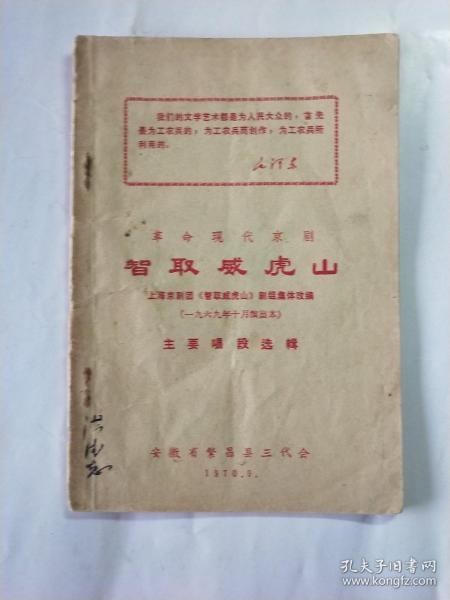 我们的文学艺术都是为人民大众的，首先
是为工农兵的，为工农兵而创作，为工农兵所
利用的。
毛泽东
革命现代京剧
智取威虎山
上海京剧团《智取威虎山》剧组集体改编
（一九六九年十月演出本）
主要唱段选辑
安徽省繁昌县三代会
1970.9.
孔夫子旧书网
www.kongfz.com